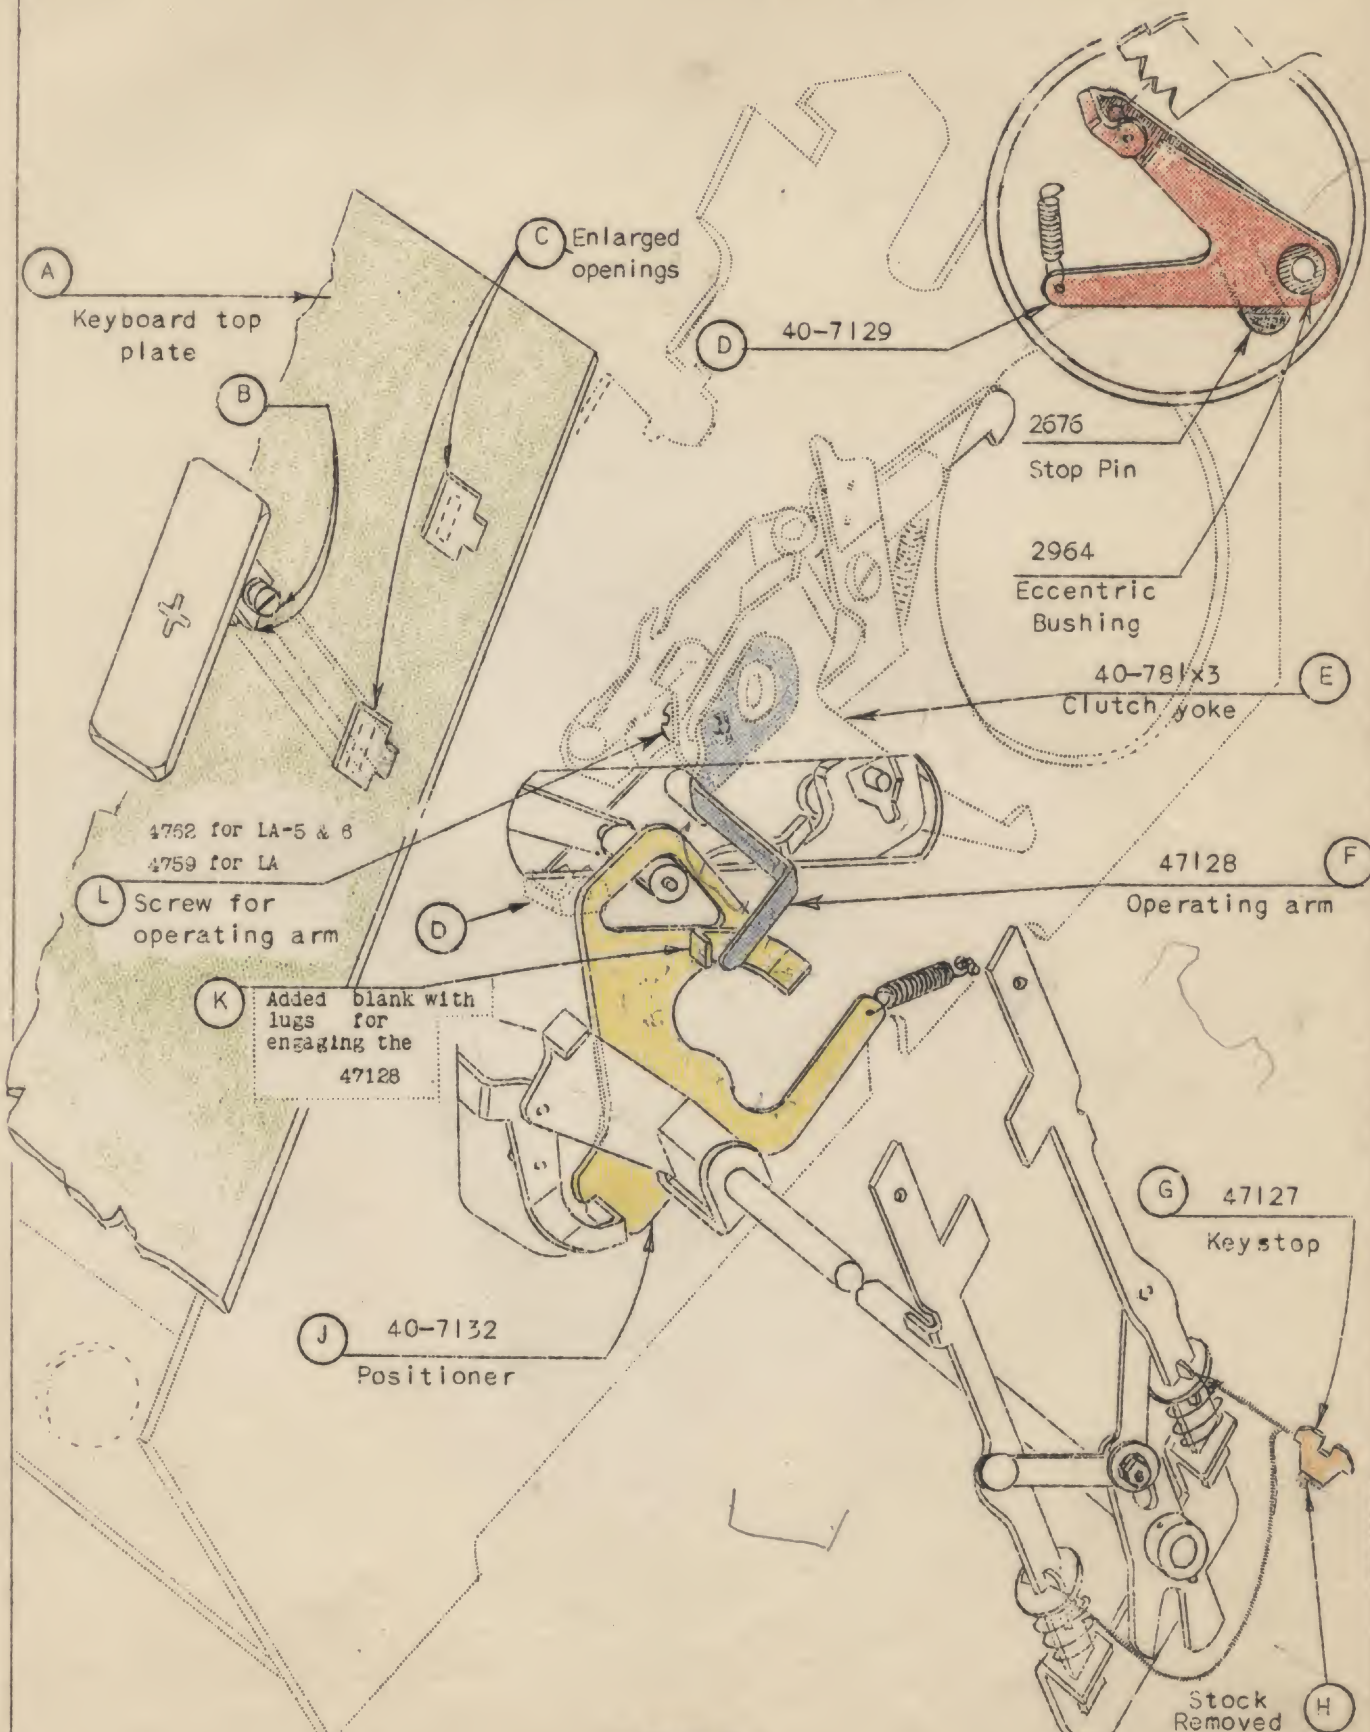 A
Keyboard top
plate
B
C
Enlarged
openings
D
40-7129
2676
Stop Pin
2964
Eccentric
Bushing
40-781x3
Clutch yoke
E
4762 for LA-5 & 6
4759 for LA
L
Screw for
operating arm
D
47128
Operating arm
F
K
Added blank with
lugs for
engaging the
47128
G
47127
Keystop
J
40-7132
Positioner
Stock
Removed
H